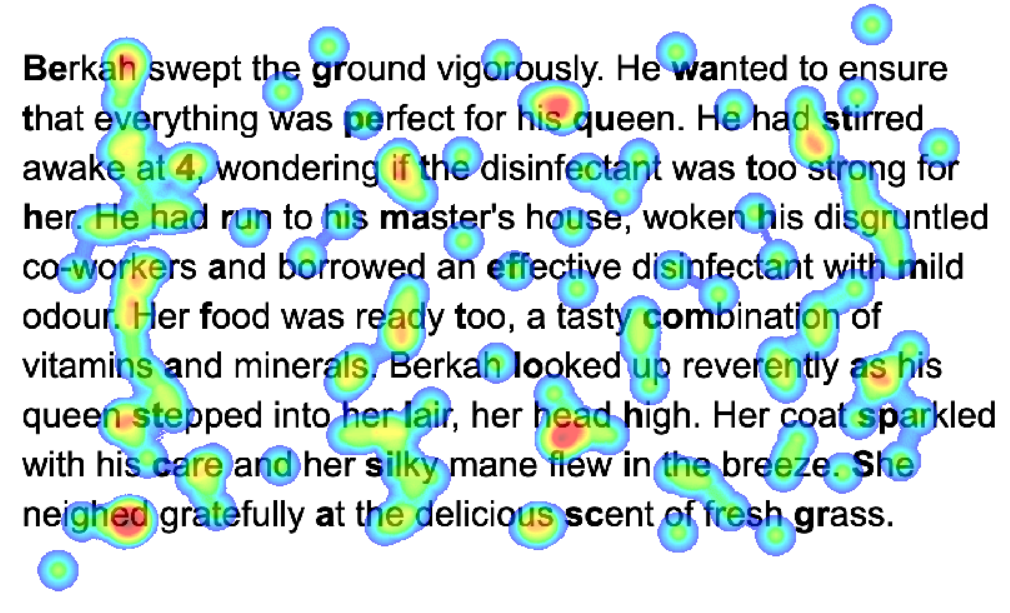 Berkah swept the ground vigorously. He wanted to ensure
that everything was perfect for his queen. He had stirred
awake at 4, wondering if the disinfectant was too strong for
her. He had run to his master's house, woken his disgruntled
co-workers and borrowed an effective disinfectant with mild
odour. Her food was ready too, a tasty combination of
vitamins and minerals. Berkah looked up reverently as his
queen stepped into her lair, her head high. Her coat sparkled
with his care and her silky mane flew in the breeze. She
neighed gratefully at the delicious scent of fresh grass.